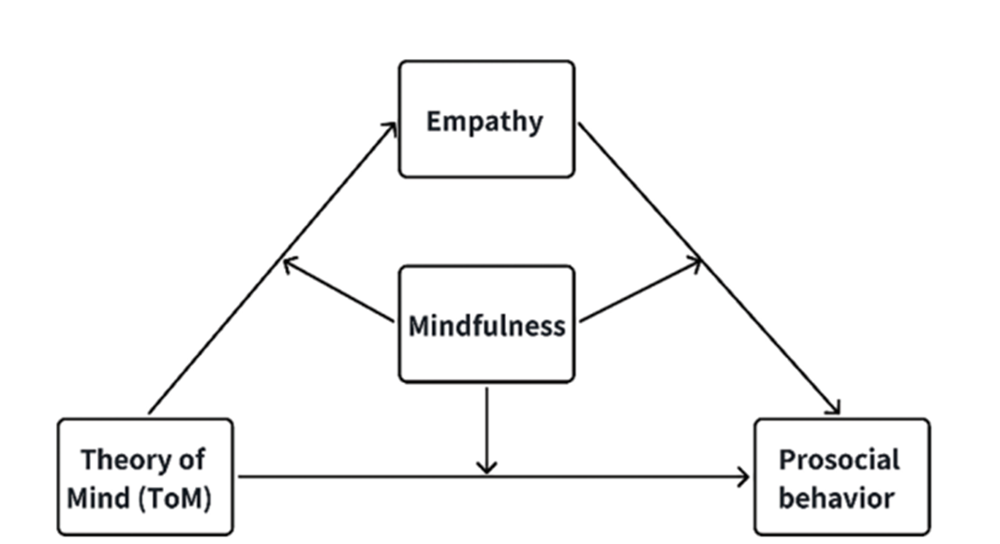 Empathy
Mindfulness
Theory of
Mind (ToM)
Prosocial
behavior